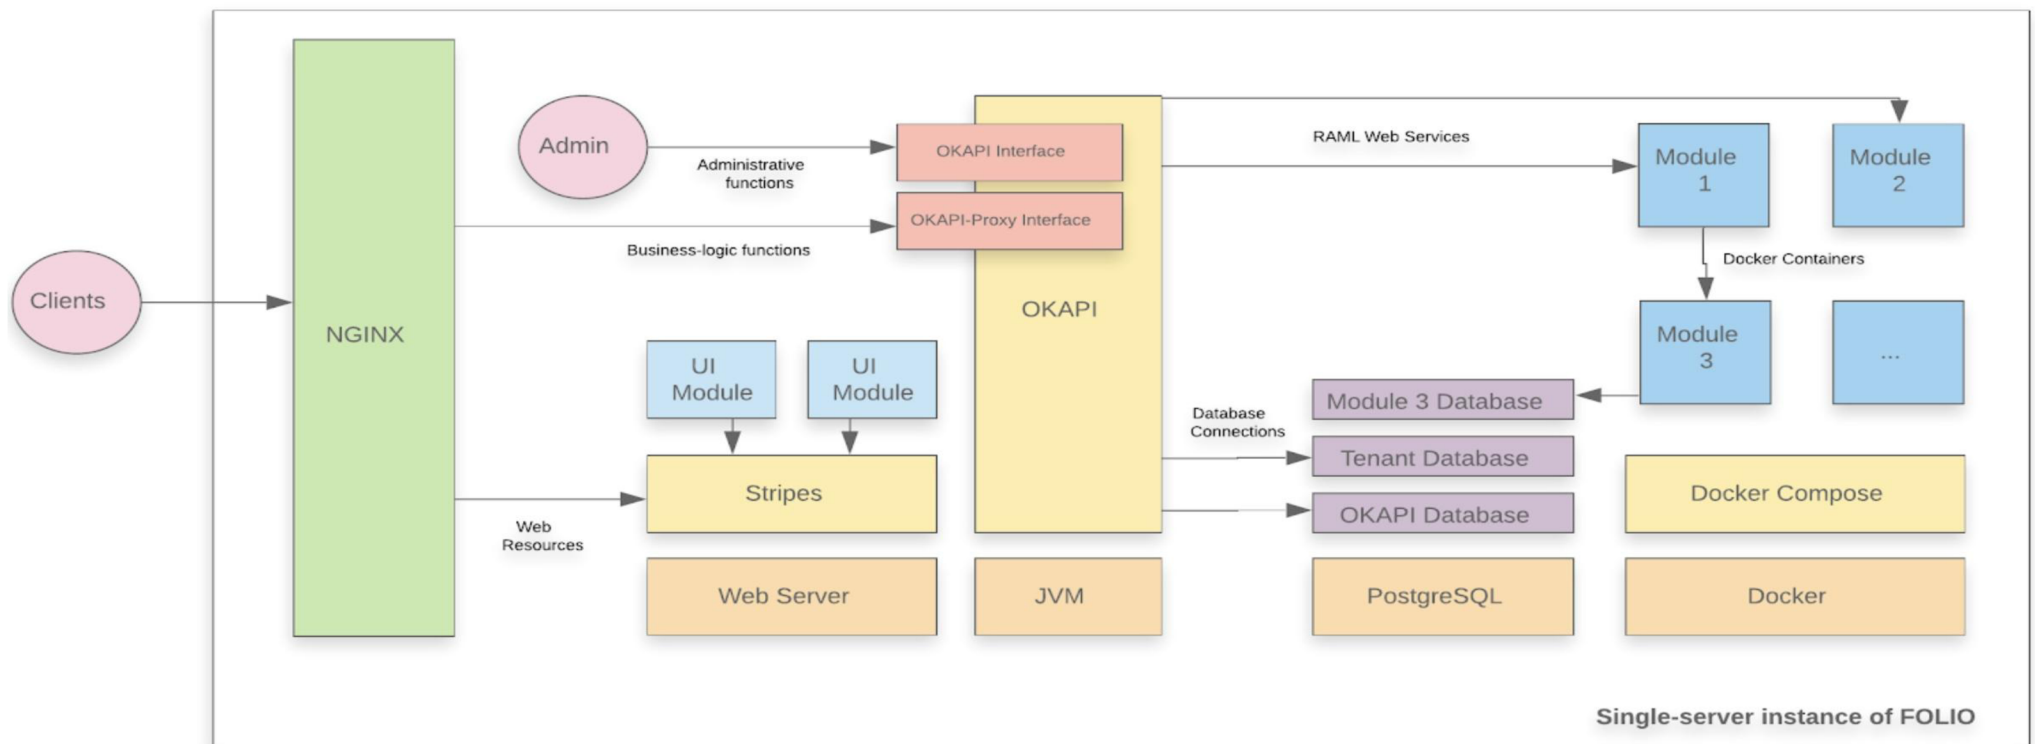 Clients
NGINX
Admin
Administrative
functions
OKAPI Interface
OKAPI-Proxy Interface
Business-logic functions
OKAPI
UI
Module
UI
Module
Stripes
Web
Resources
Web Server
JVM
RAML Web Services
Module
1
Module
2
Docker Containers
Module
3
...
Database
Connections
Module 3 Database
Tenant Database
OKAPI Database
Docker Compose
PostgreSQL
Docker
Single-server instance of FOLIO